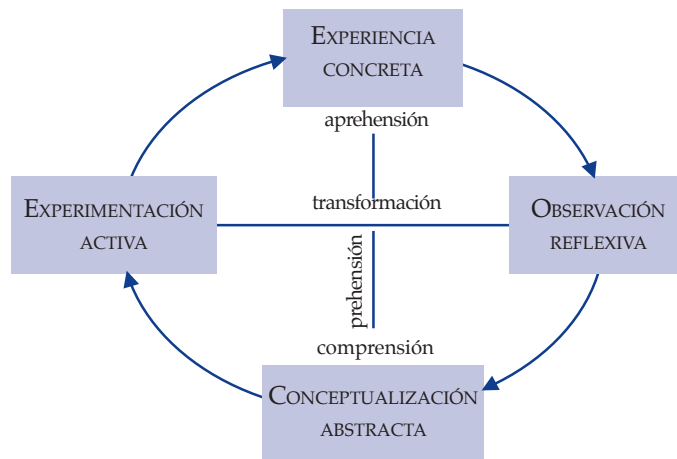 EXPERIENCIA
CONCRETA
aprehensión
transformación
EXPERIMENTACIÓN
ACTIVA
OBSERVACIÓN
REFLEXIVA
prehensión
comprensión
CONCEPTUALIZACIÓN
ABSTRACTA